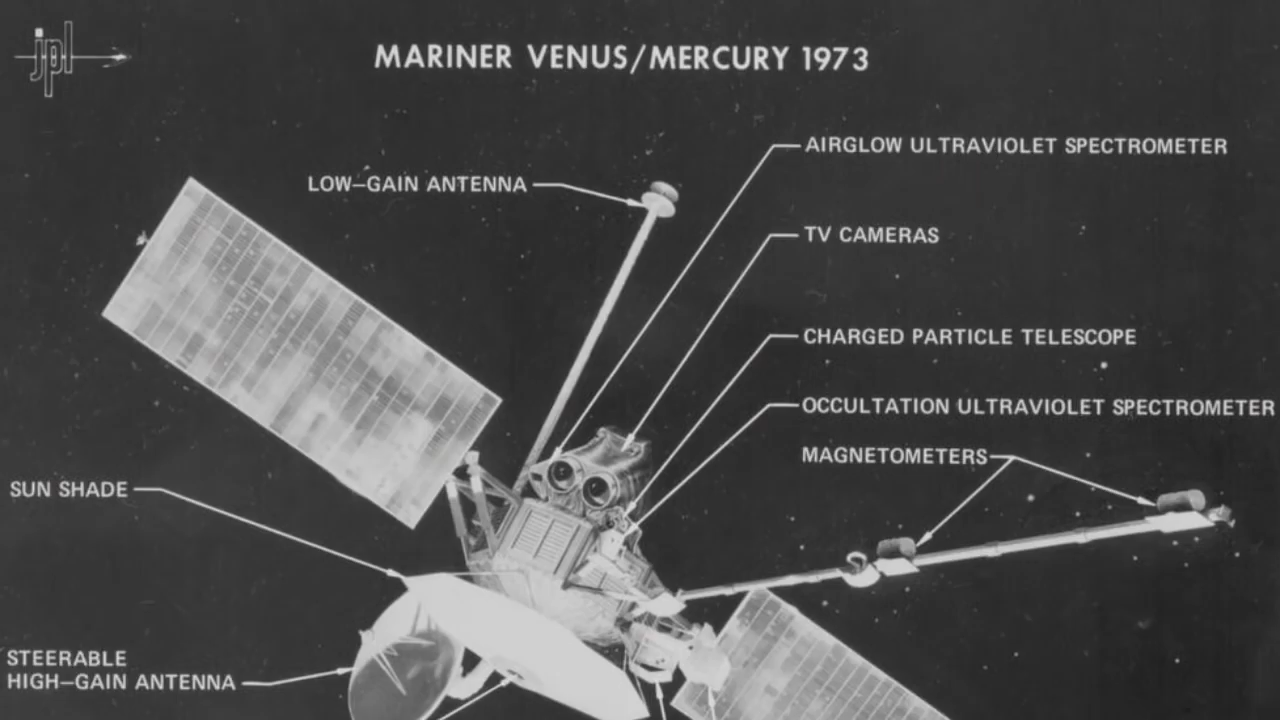 jpl
MARINER VENUS/MERCURY 1973
AIRGLOW ULTRAVIOLET SPECTROMETER
LOW–GAIN ANTENNA
TV CAMERAS
CHARGED PARTICLE TELESCOPE
OCCULTATION ULTRAVIOLET SPECTROMETER
MAGNETOMETERS
SUN SHADE
STEERABLE
HIGH–GAIN ANTENNA